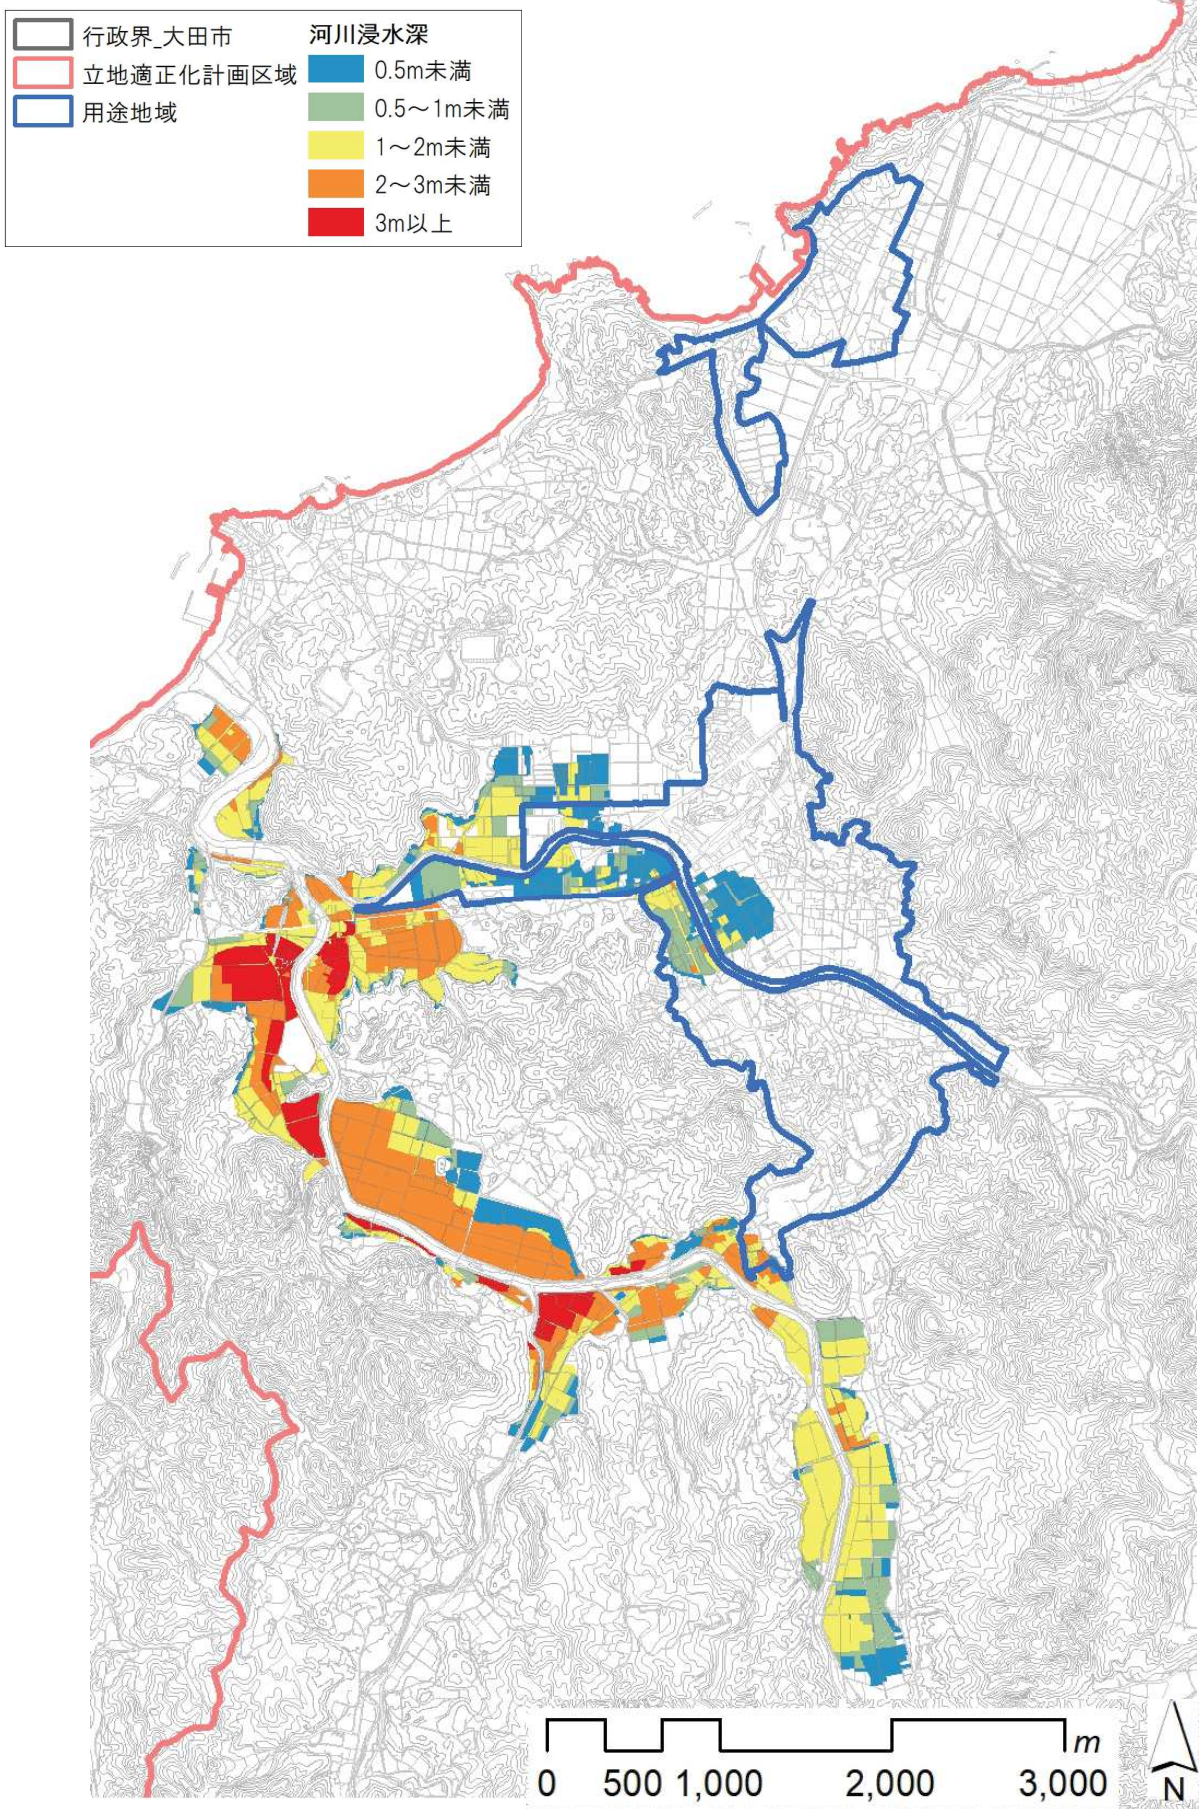 行政界_大田市
立地適正化計画区域
用途地域
河川浸水深
0.5m未満
0.5～1m未満
1～2m未満
2～3m未満
3m以上
m
0 500 1,000 2,000 3,000
N